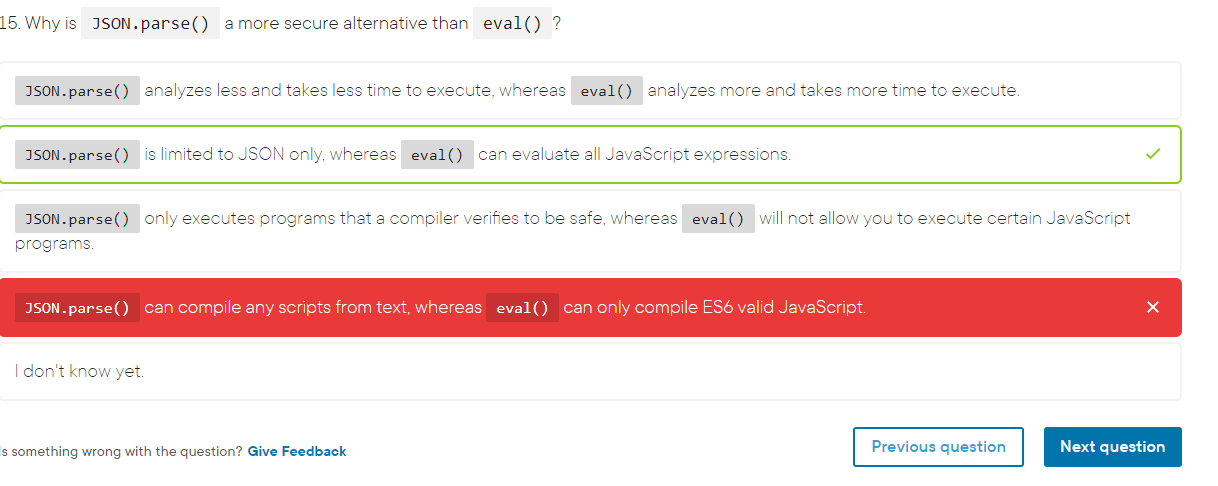 15. Why is JSON.parse() a more secure alternative than eval() ?
JSON.parse() analyzes less and takes less time to execute, whereas eval() analyzes more and takes more time to execute.
JSON.parse() is limited to JSON only, whereas eval() can evaluate all JavaScript expressions.
JSON.parse() only executes programs that a compiler verifies to be safe, whereas eval() will not allow you to execute certain JavaScript
programs.
JSON.parse() can compile any scripts from text, whereas eval() can only compile ES6 valid JavaScript.
I don't know yet.
Is something wrong with the question? Give Feedback
Previous question
Next question